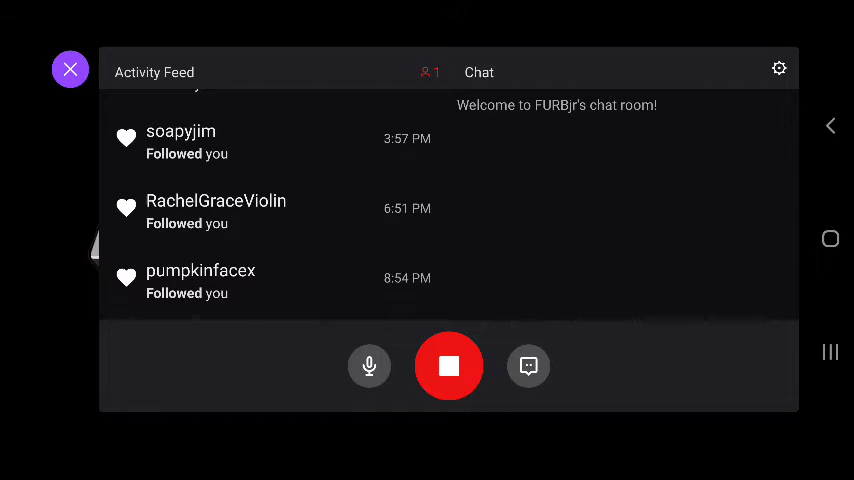 Activity Feed
1
Chat
Welcome to FURBjr's chat room!
soapyjim
Followed you
3:57 PM
RachelGraceViolin
Followed you
6:51 PM
pumpkinfacex
Followed you
8:54 PM